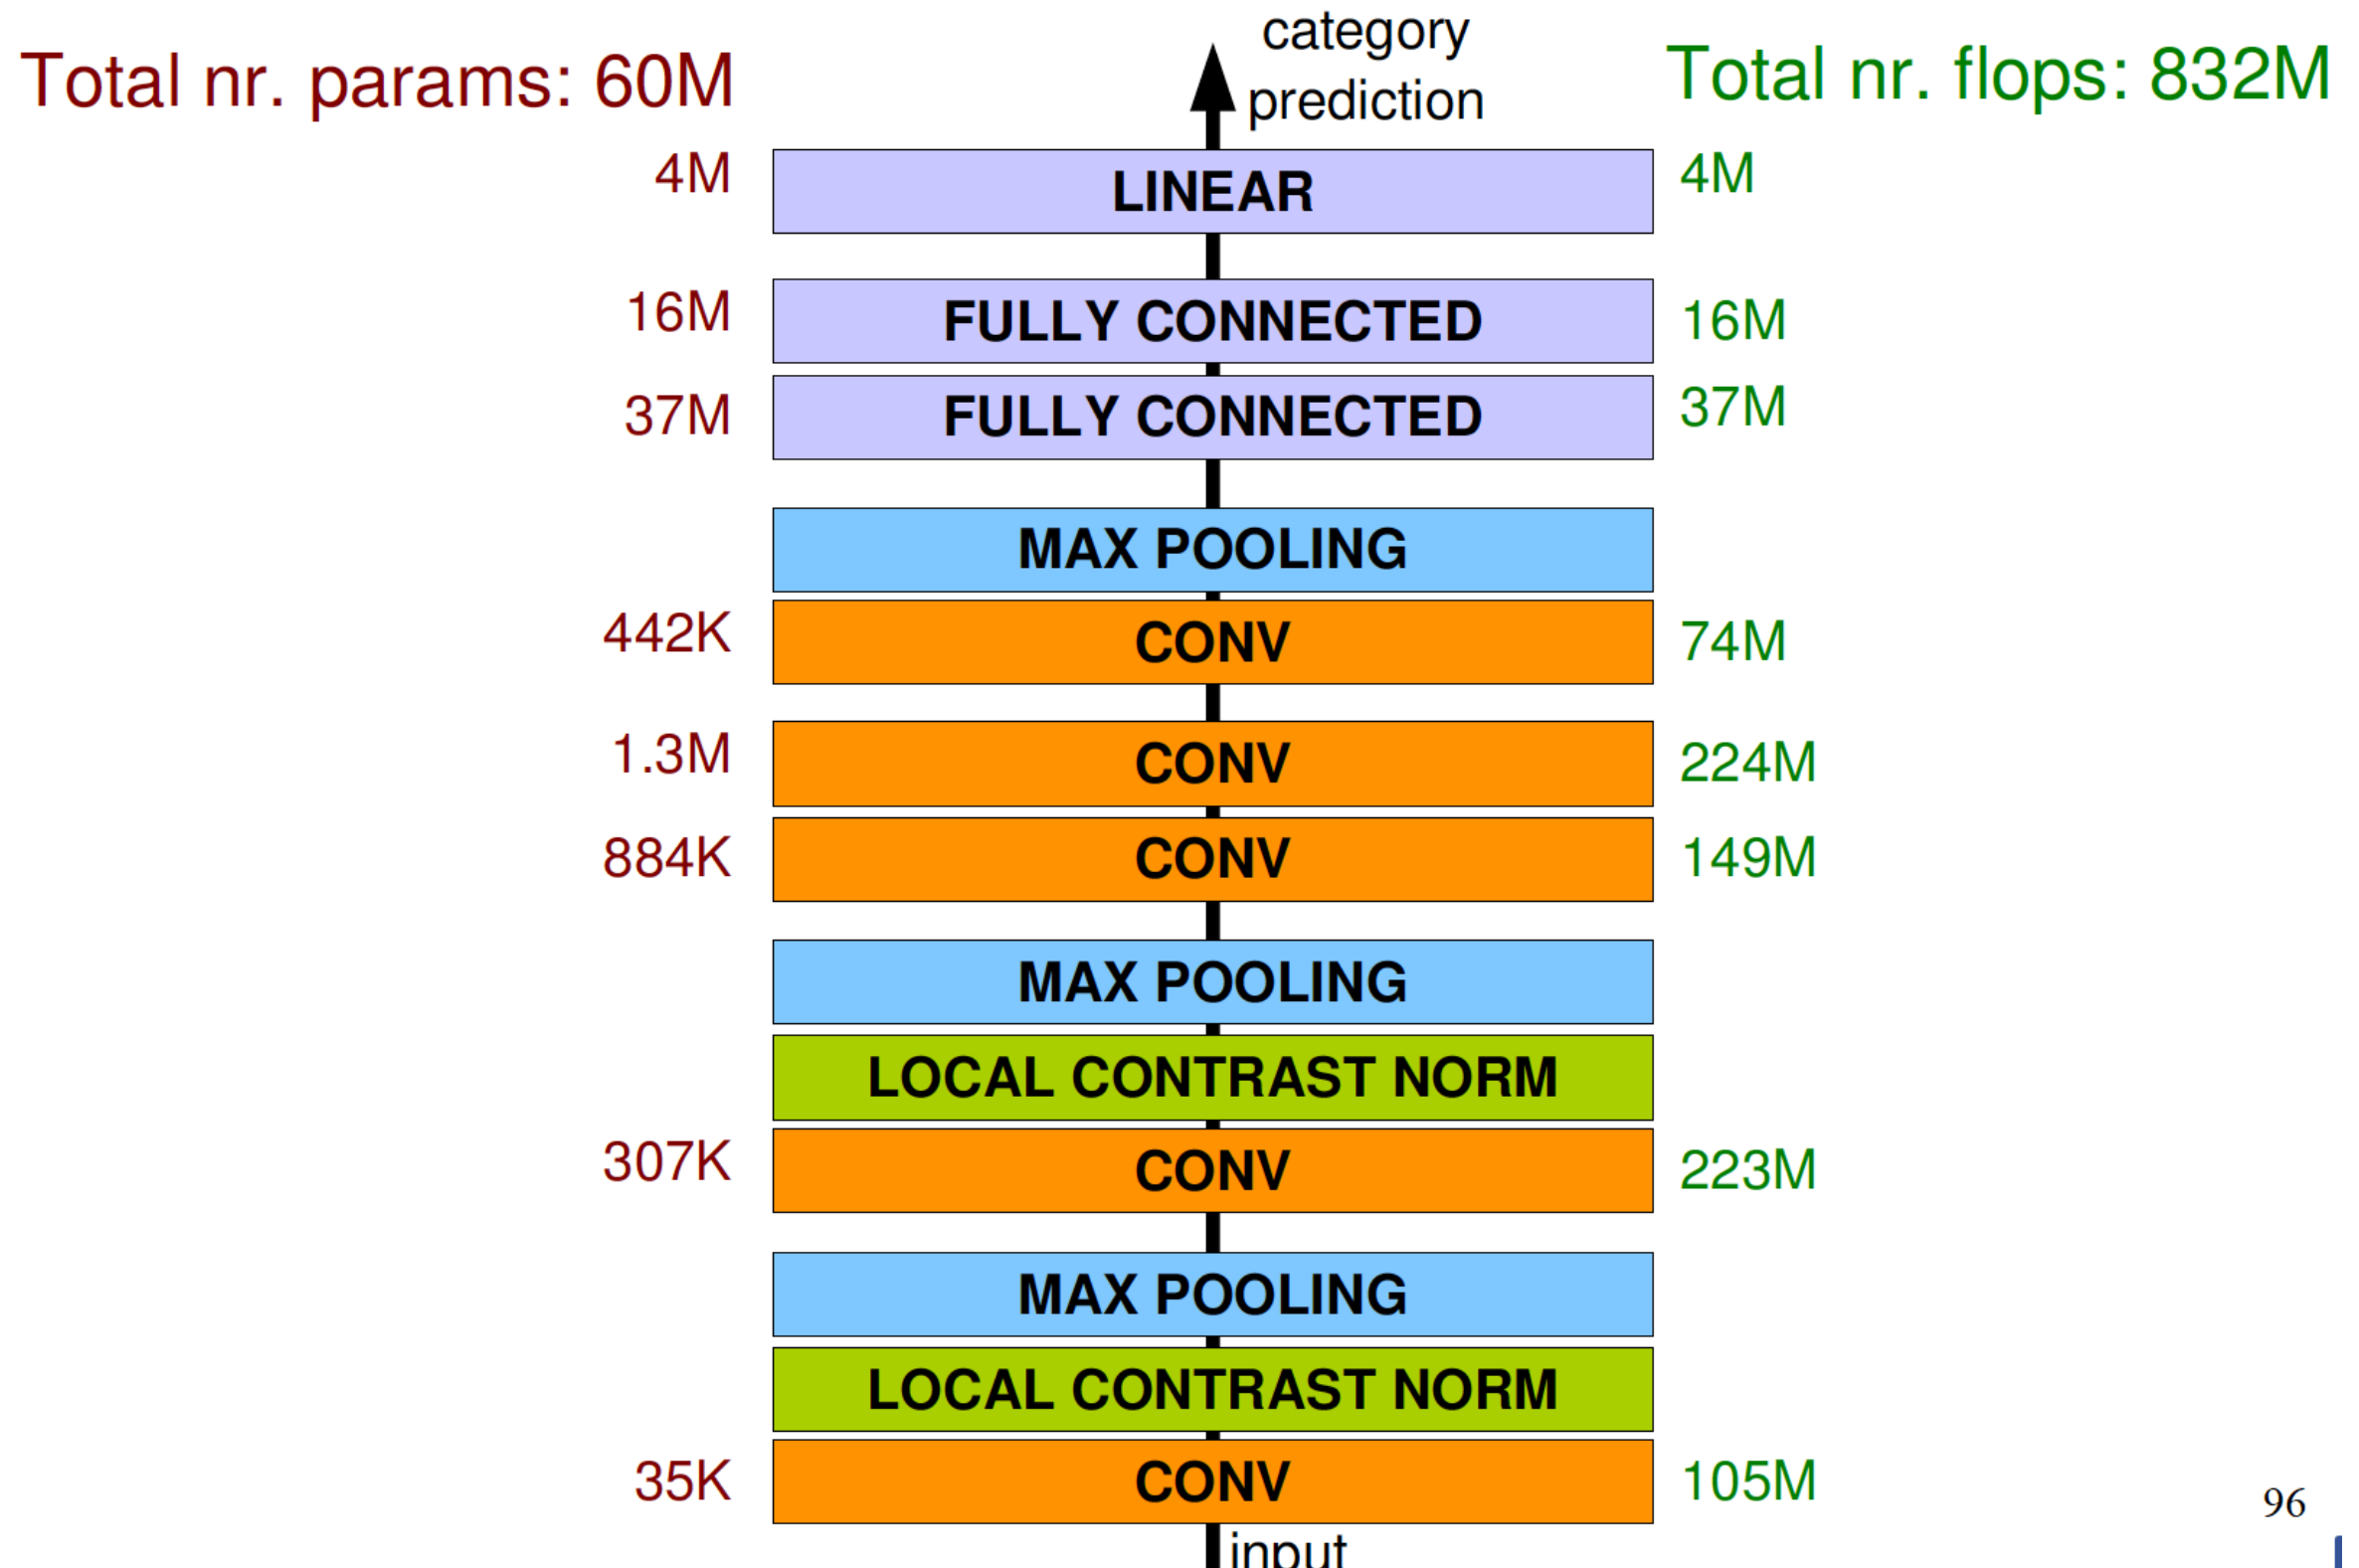 category
prediction
Total nr. params: 60M
Total nr. flops: 832M
4M LINEAR 4M
16M FULLY CONNECTED 16M
37M FULLY CONNECTED 37M
MAX POOLING
442K CONV 74M
1.3M CONV 224M
884K CONV 149M
MAX POOLING
LOCAL CONTRAST NORM
307K CONV 223M
MAX POOLING
LOCAL CONTRAST NORM
35K CONV 105M
96
input